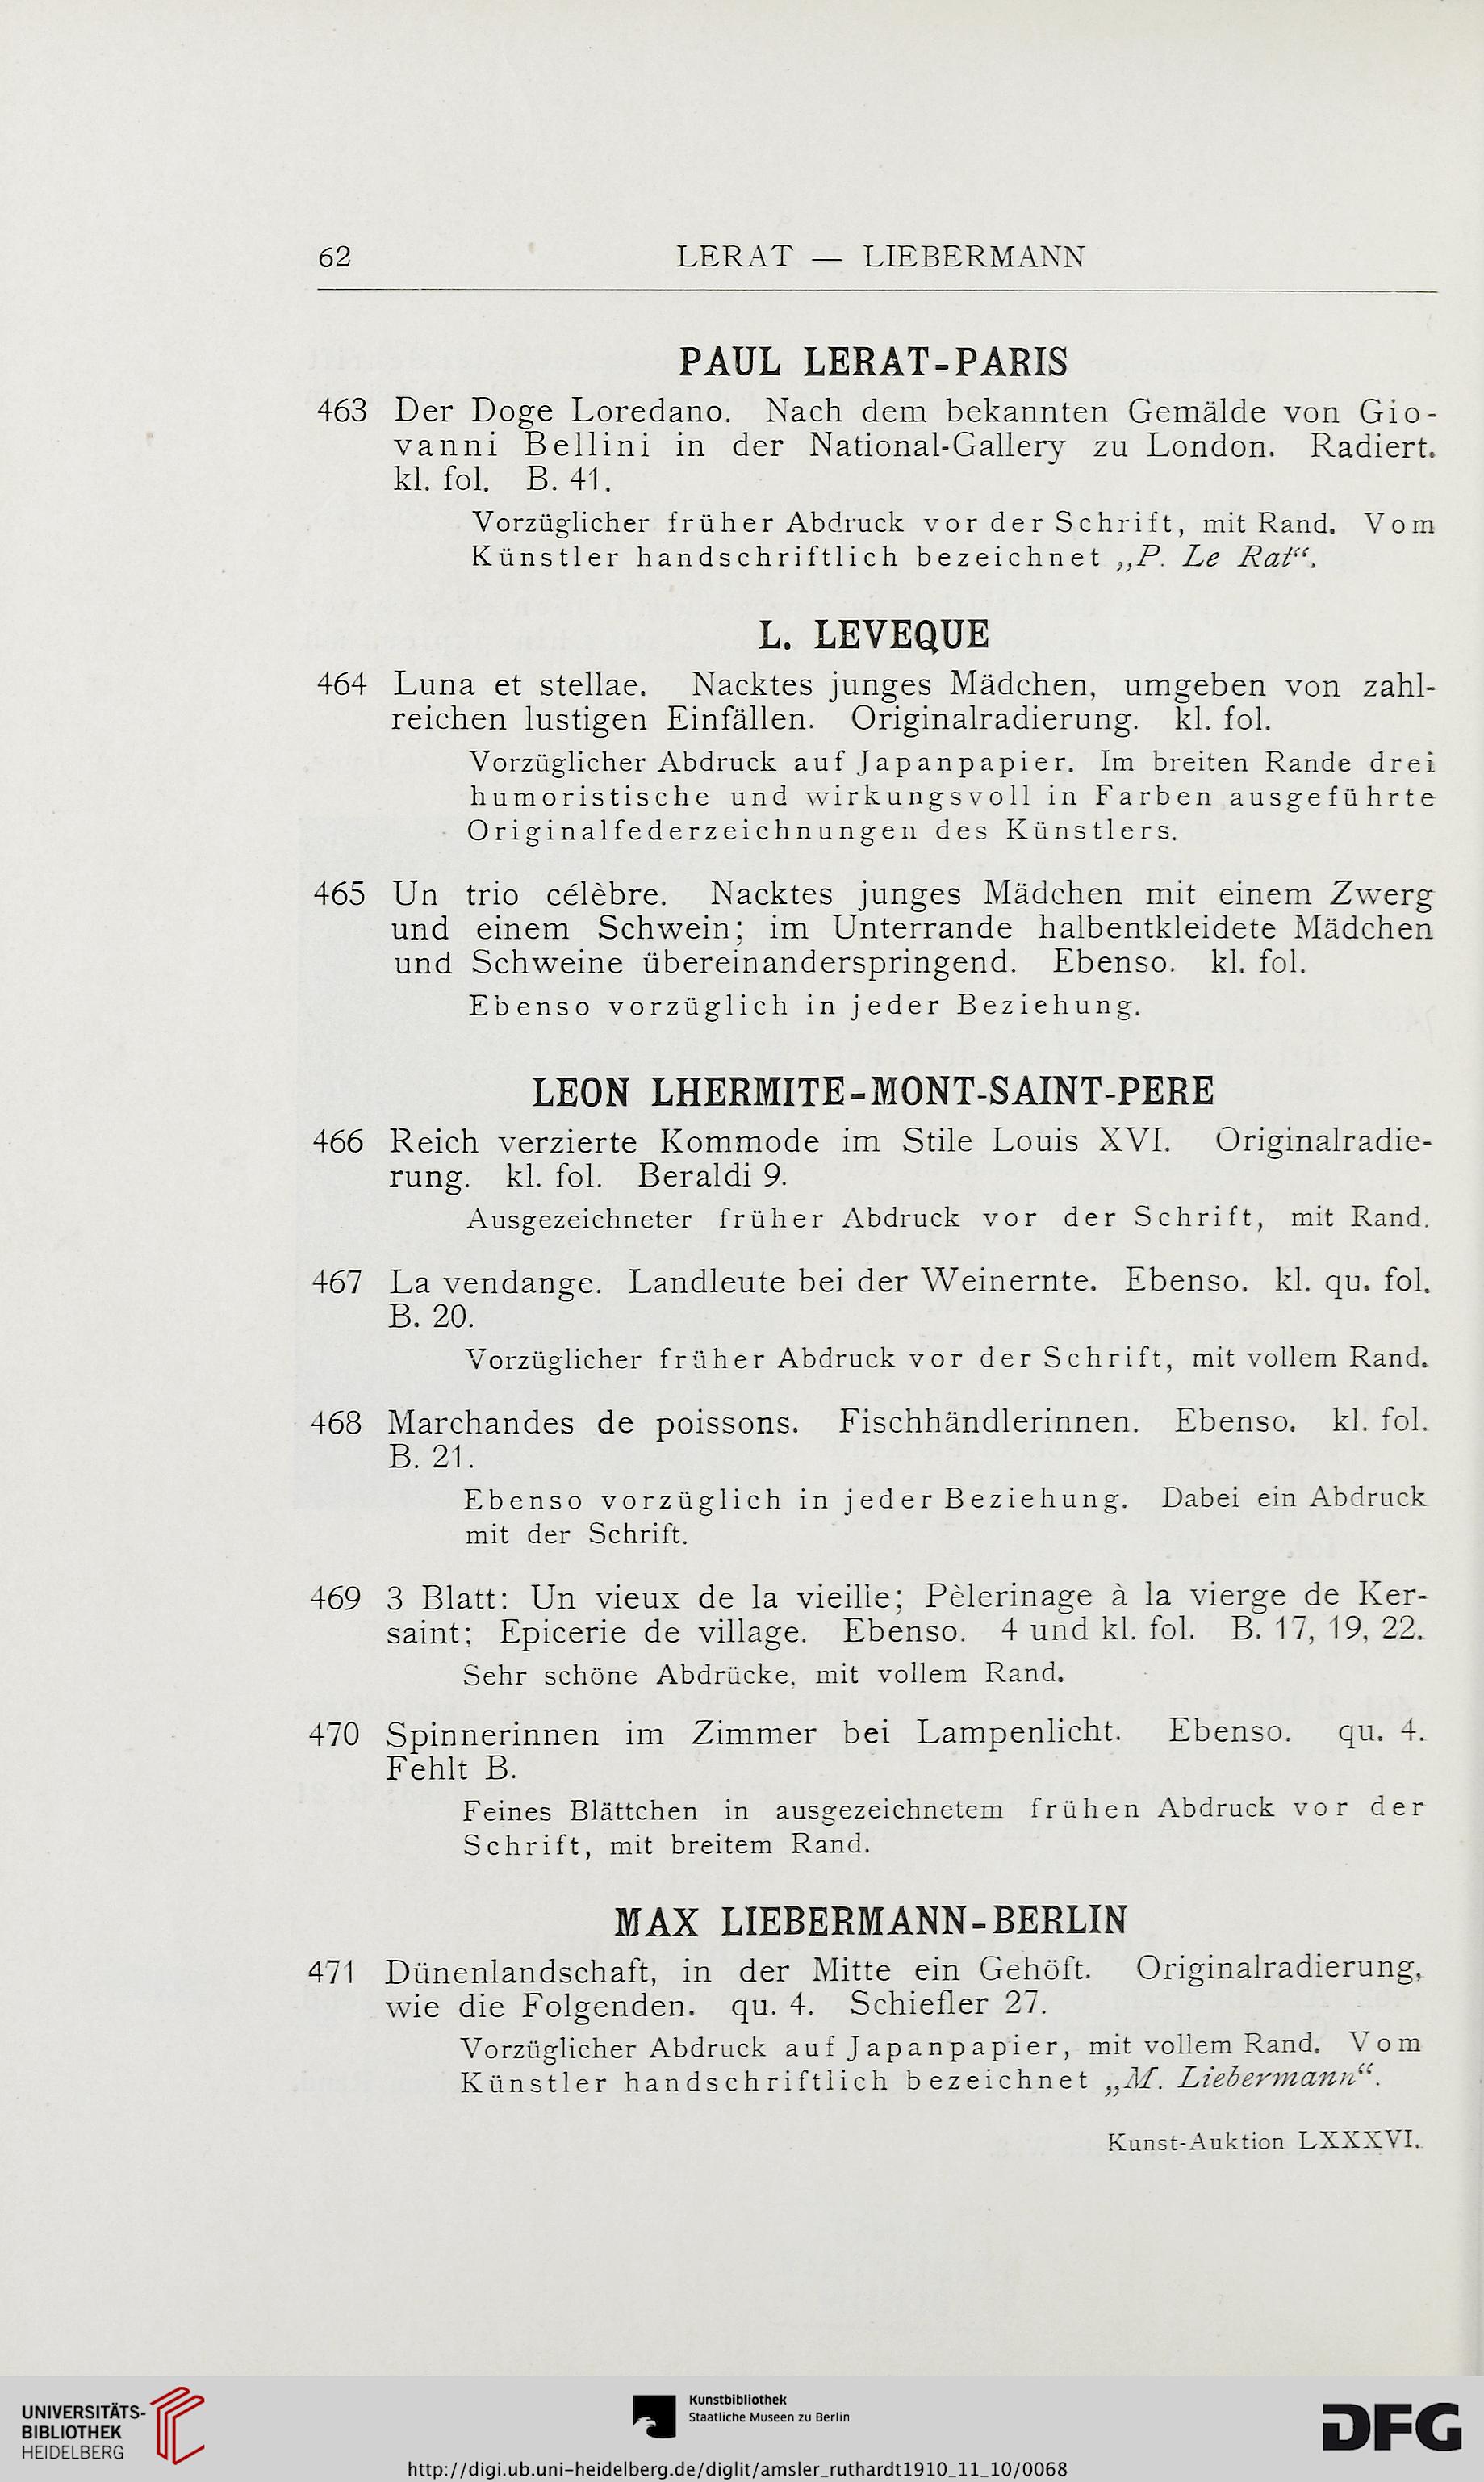 62
LERAT — LIEBERMANN
PAUL LERAT-PARIS
463 Der Doge Loredano. Nach dem bekannten Gemälde von Gio-
vanni Bellini in der National-Gallery zu London. Radiert.
kl. fol. B. 41.
Vorzüglicher früher Abdruck vor der Schrift, mit Rand. Vom
Künstler handschriftlich bezeichnet „P. Le Rat“.
L. LEVEQUE
464 Luna et stellae. Nacktes junges Mädchen, umgeben von zahl-
reichen lustigen Einfällen. Originalradierung. kl. fol.
Vorzüglicher Abdruck auf Japanpapier. Im breiten Rande drei
humoristische und wirkungsvoll in Farben ausgeführte
Originalfederzeichnungen des Künstlers.
465 Un trio célèbre. Nacktes junges Mädchen mit einem Zwerg
und einem Schwein; im Unterrande halbentkleidete Mädchen
und Schweine übereinanderspringend. Ebenso. kl. fol.
Ebenso vorzüglich in jeder Beziehung.
LEON LHERMITE-MONT-SAINT-PERE
466 Reich verzierte Kommode im Stile Louis XVI. Originalradie-
rung. kl. fol. Beraldi 9.
Ausgezeichneter früher Abdruck vor der Schrift, mit Rand.
467 La vendange. Landleute bei der Weinernte. Ebenso. kl. qu. fol.
B. 20.
Vorzüglicher früher Abdruck vor der Schrift, mit vollem Rand.
468 Marchandes de poissons. Fischhändlerinnen. Ebenso. kl. fol.
B. 21.
Ebenso vorzüglich in jeder Beziehung. Dabei ein Abdruck
mit der Schrift.
469 3 Blatt: Un vieux de la vieille; Pèlerinage à la vierge de Ker-
saint; Epicerie de village. Ebenso. 4 und kl. fol. B. 17, 19, 22.
Sehr schöne Abdrücke, mit vollem Rand.
470 Spinnerinnen im Zimmer bei Lampenlicht. Ebenso. qu. 4.
Fehlt B.
Feines Blättchen in ausgezeichnetem frühen Abdruck vor der
Schrift, mit breitem Rand.
MAX LIEBERMANN-BERLIN
471 Dünenlandschaft, in der Mitte ein Gehöft. Originalradierung,
wie die Folgenden. qu. 4. Schiefler 27.
Vorzüglicher Abdruck auf Japanpapier, mit vollem Rand. Vom
Künstler handschriftlich bezeichnet „M. Liebermann“.
Kunst-Auktion LXXXVI.
UNIVERSITÄTS-
BIBLIOTHEK
HEIDELBERG
Kunstbibliothek
Staatliche Museen zu Berlin
DFG
http://digi.ub.uni-heidelberg.de/diglit/amsler_ruthardt1910_11_10/0068